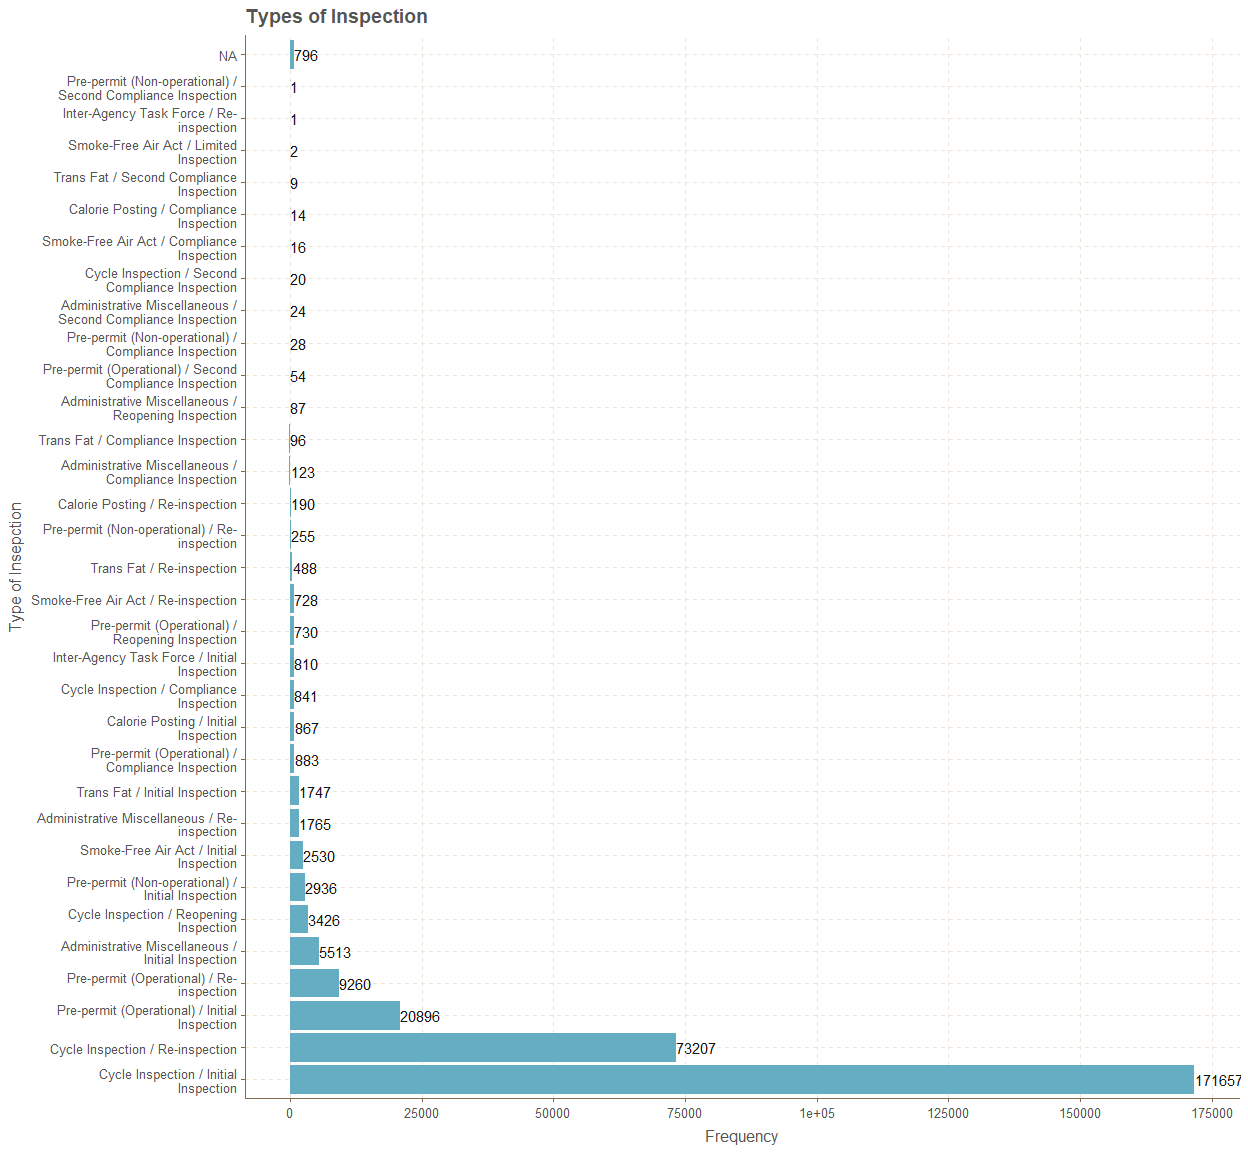 Types of Inspection
NA
796
Pre-permit (Non-operational) /
Second Compliance Inspection
1
Inter-Agency Task Force / Re-
inspection
1
Smoke-Free Air Act / Limited
Inspection
2
Trans Fat / Second Compliance
Inspection
9
Calorie Posting / Compliance
Inspection
14
Smoke-Free Air Act / Compliance
Inspection
16
Cycle Inspection / Second
Compliance Inspection
20
Administrative Miscellaneous /
Second Compliance Inspection
24
Pre-permit (Non-operational) /
Compliance Inspection
28
Pre-permit (Operational) / Second
Compliance Inspection
54
Administrative Miscellaneous /
Reopening Inspection
87
Trans Fat / Compliance Inspection
96
Administrative Miscellaneous /
Compliance Inspection
123
Calorie Posting / Re-inspection
190
Pre-permit (Non-operational) / Re-
inspection
255
Trans Fat / Re-inspection
488
Smoke-Free Air Act / Re-inspection
728
Pre-permit (Operational) /
Reopening Inspection
730
Inter-Agency Task Force / Initial
Inspection
810
Cycle Inspection / Compliance
Inspection
841
Calorie Posting / Initial
Inspection
867
Pre-permit (Operational) /
Compliance Inspection
883
Trans Fat / Initial Inspection
1747
Administrative Miscellaneous / Re-
inspection
1765
Smoke-Free Air Act / Initial
Inspection
2530
Pre-permit (Non-operational) /
Initial Inspection
2936
Cycle Inspection / Reopening
Inspection
3426
Administrative Miscellaneous /
Initial Inspection
5513
Pre-permit (Operational) / Re-
inspection
9260
Pre-permit (Operational) / Initial
Inspection
20896
Cycle Inspection / Re-inspection
73207
Cycle Inspection / Initial
Inspection
171657
Type of Insepction
0 25000 50000 75000 1e+05 125000 150000 175000
Frequency